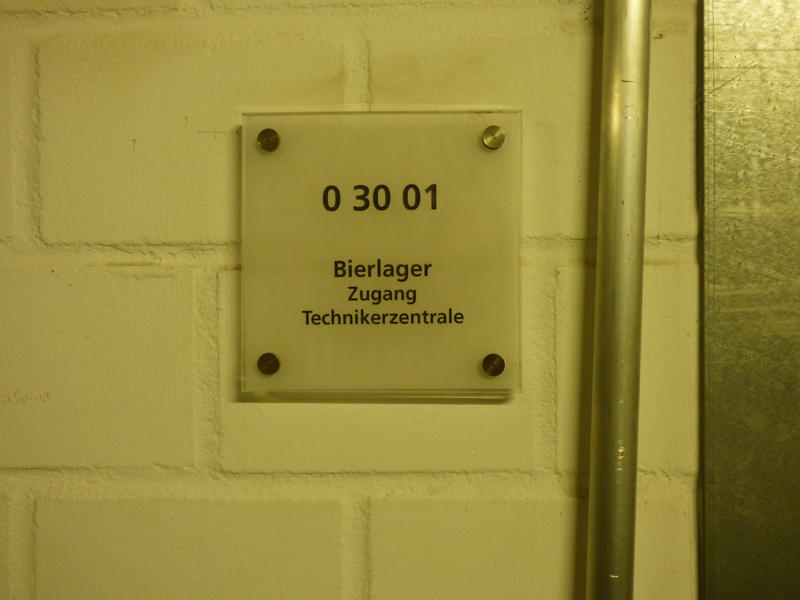 0 30 01
Bierlager
Zugang
Technikerzentrale